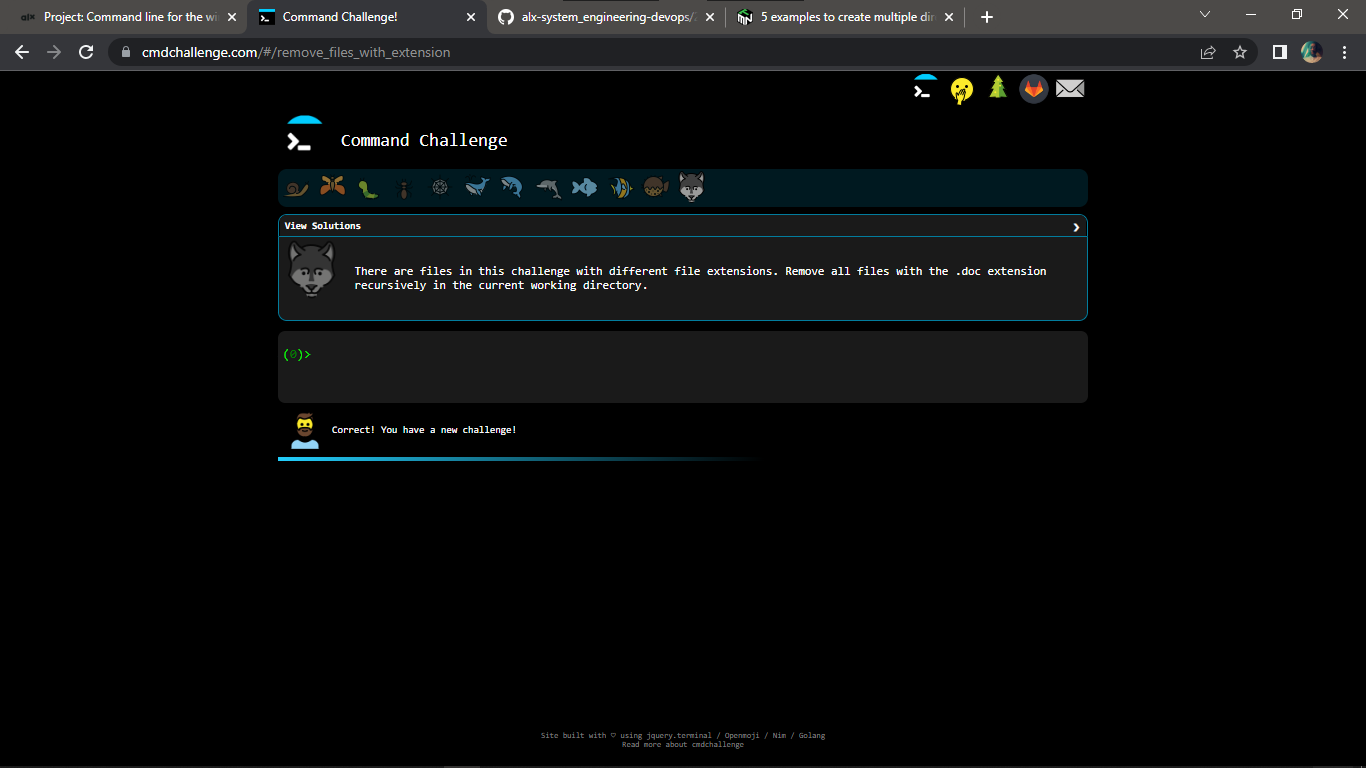 alx Project: Command line for the wi
Command Challenge!
alx-system_engineering-devops/
5 examples to create multiple dir
cmdchallenge.com/#/remove_files_with_extension
Command Challenge
View Solutions
There are files in this challenge with different file extensions. Remove all files with the .doc extension
recursively in the current working directory.
(0)>
Correct! You have a new challenge!
Site built with ♡ using jquery.terminal / Openmoji / Nim / Golang
Read more about cmdchallenge